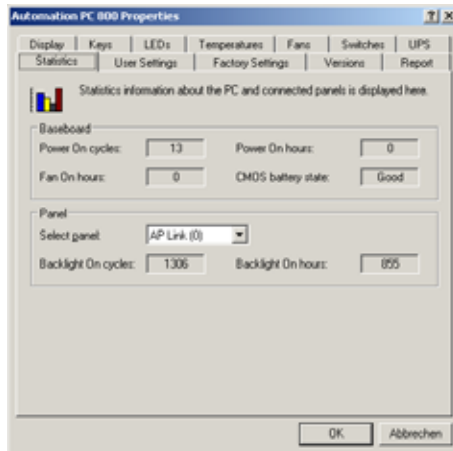 Automation PC 800 Properties
Display Keys LEDs Temperatures Fans Switches UPS
Statistics User Settings Factory Settings Versions Report
Statistics information about the PC and connected panels is displayed here.
Baseboard
Power On cycles: 13 Power On hours: 0
Fan On hours: 0 CMOS battery state: Good
Panel
Select panel: AP Link (0)
Backlight On cycles: 1306 Backlight On hours: 855
OK Abbrechen